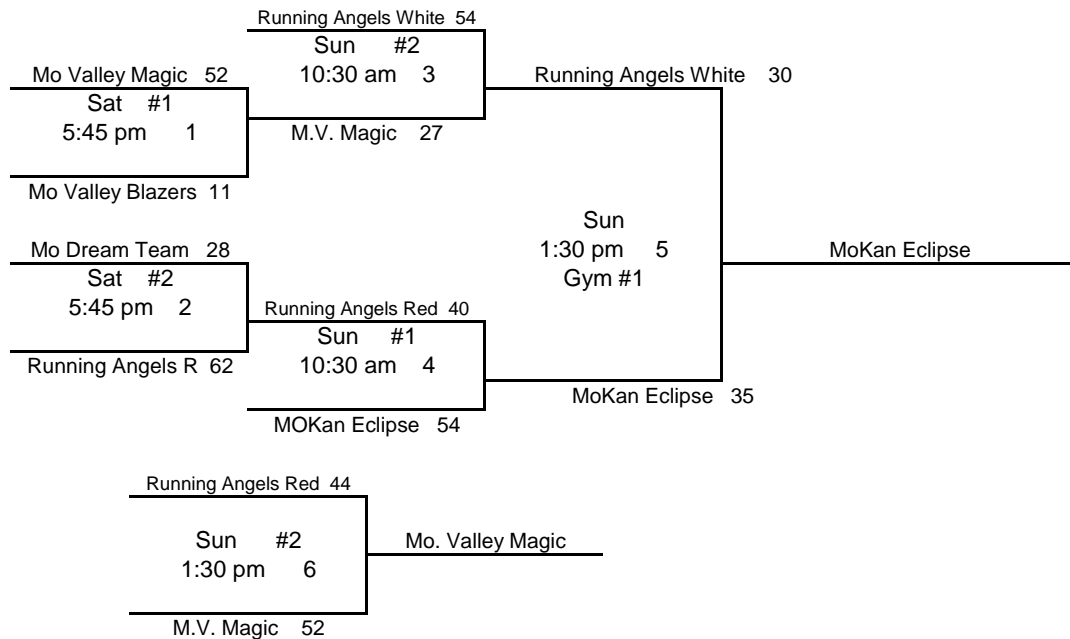 Running Angels White 54
Sun #2
10:30 am 3
Mo Valley Magic 52
Sat #1
5:45 pm 1
M.V. Magic 27
Mo Valley Blazers 11
Running Angels White 30
Sun
1:30 pm 5
Gym #1
MoKan Eclipse
Mo Dream Team 28
Sat #2
5:45 pm 2
Running Angels R 62
Running Angels Red 40
Sun #1
10:30 am 4
MOKan Eclipse 54
MoKan Eclipse 35
Running Angels Red 44
Sun #2
1:30 pm 6
Mo. Valley Magic
M.V. Magic 52